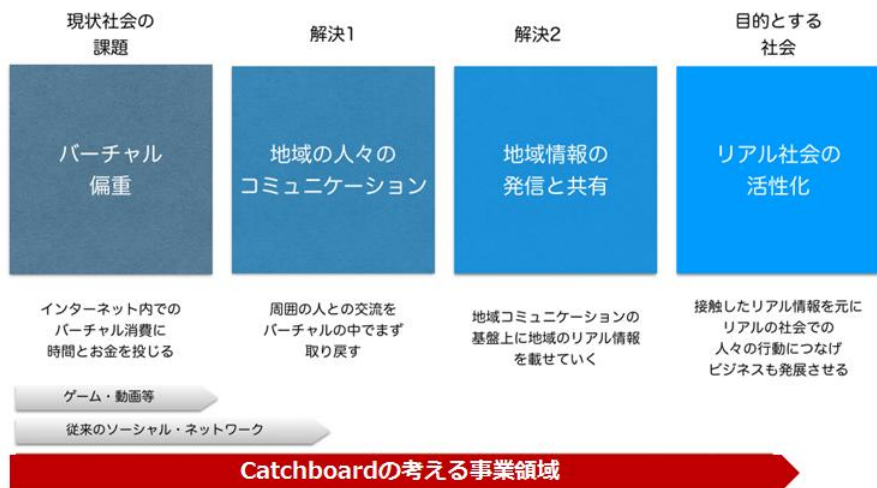 現状社会の
課題
解決1
解決2
目的とする
社会
バーチャル
偏重
地域の人々の
コミュニケーション
地域情報の
発信と共有
リアル社会の
活性化
インターネット内での
バーチャル消費に
時間とお金を投じる
周囲の人との交流を
バーチャルの中でまず
取り戻す
地域コミュニケーションの
基盤上に地域のリアル情報
を載せていく
接触したリアル情報を元に
リアルの社会での
人々の行動につなげ
ビジネスも発展させる
ゲーム・動画等
従来のソーシャル・ネットワーク
Catchboardの考える事業領域